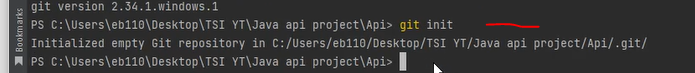 git version 2.34.1.windows.1
PS C:\Users\eb110\Desktop\TSI YT\Java api project\Api> git init
Initialized empty Git repository in C:/Users/eb110/Desktop/TSI YT/Java api project/Api/.git/
PS C:\Users\eb110\Desktop\TSI YT\Java api project\Api>
Bookmarks